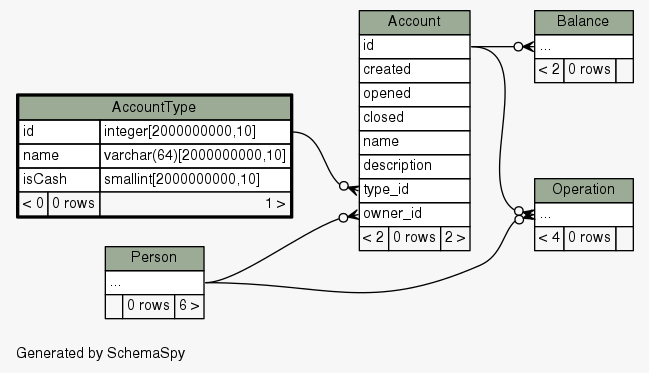 Account
id
created
opened
closed
name
description
type_id
owner_id
< 2 0 rows 2 >
Balance
...
< 2 0 rows
AccountType
id integer[2000000000,10]
name varchar(64)[2000000000,10]
isCash smallint[2000000000,10]
< 0 0 rows 1 >
Operation
...
< 4 0 rows
Person
...
0 rows 6 >
Generated by SchemaSpy